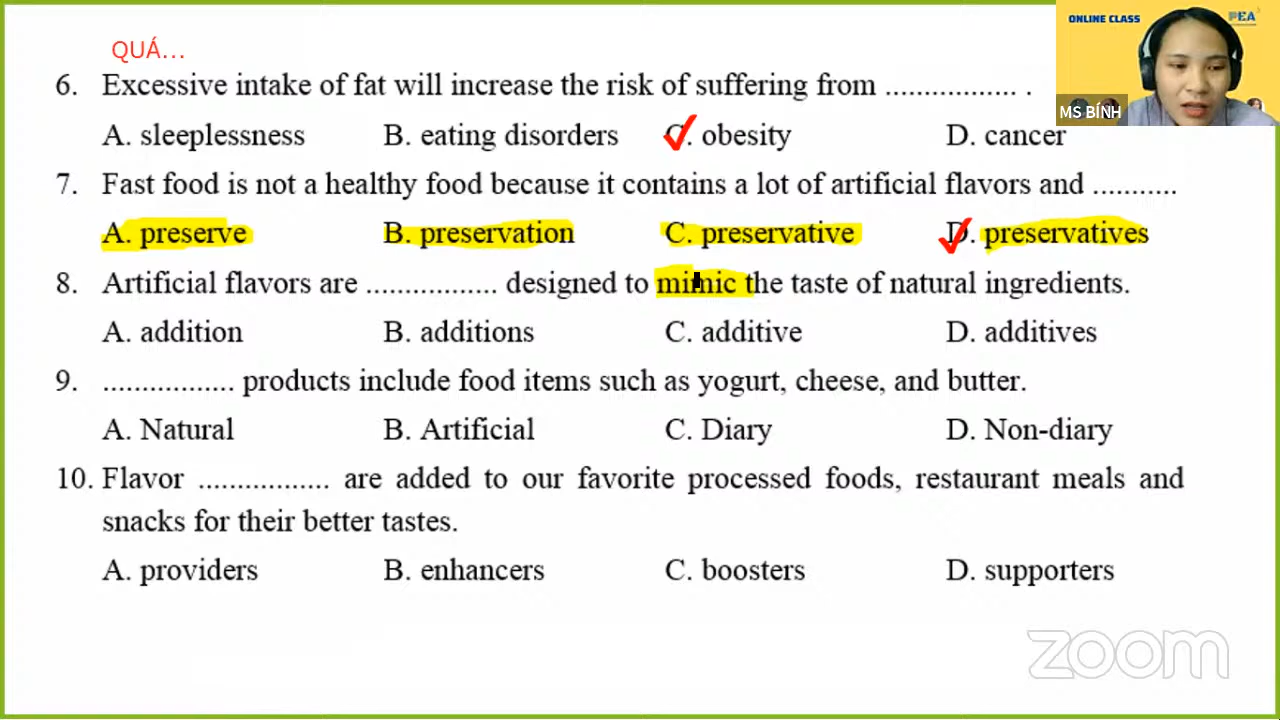 ONLINE CLASS PEA
MS BÍNH
QUÁ...
6. Excessive intake of fat will increase the risk of suffering from ................. .
A. sleeplessness B. eating disorders C. obesity D. cancer
7. Fast food is not a healthy food because it contains a lot of artificial flavors and ...........
A. preserve B. preservation C. preservative D. preservatives
8. Artificial flavors are ................. designed to mimic the taste of natural ingredients.
A. addition B. additions C. additive D. additives
9. ................. products include food items such as yogurt, cheese, and butter.
A. Natural B. Artificial C. Diary D. Non-diary
10. Flavor ................. are added to our favorite processed foods, restaurant meals and
snacks for their better tastes.
A. providers B. enhancers C. boosters D. supporters
zoom